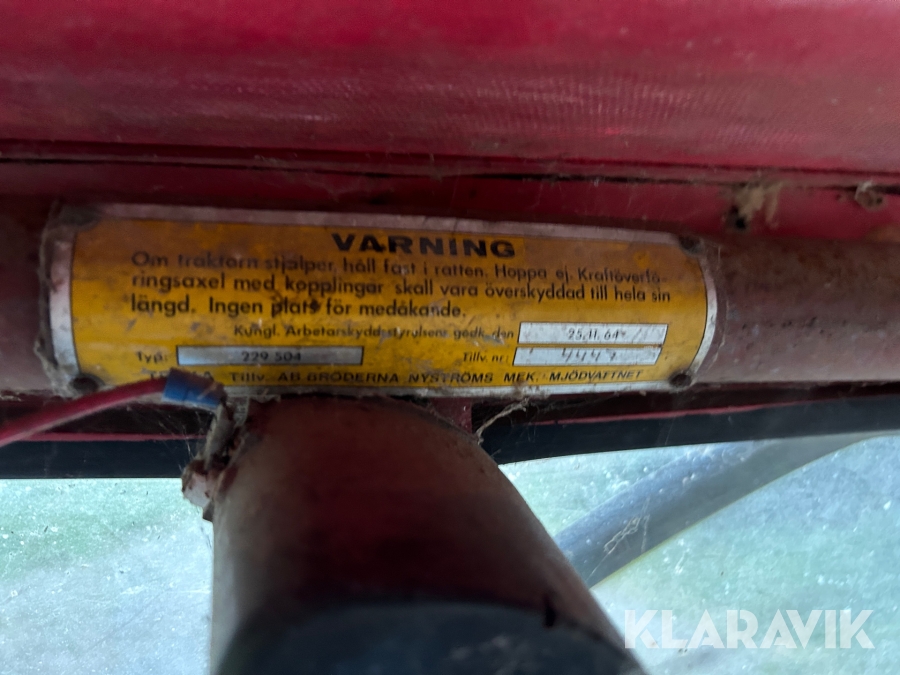 VARNING
Om traktorn stjälper, håll fast i ratten. Hoppa ej. Kraftöverfö-
ringsaxel med kopplingar skall vara överskyddad till hela sin
längd. Ingen plats för medåkande.
Kungl. Arbetarskyddsstyrelsens godk. den 25.11.64
Typ: 229 504 Tillv. nr:
Tillv. AB BRÖDERNA NYSTRÖMS MEK. MJÖDVATTNET
KLARAVIK